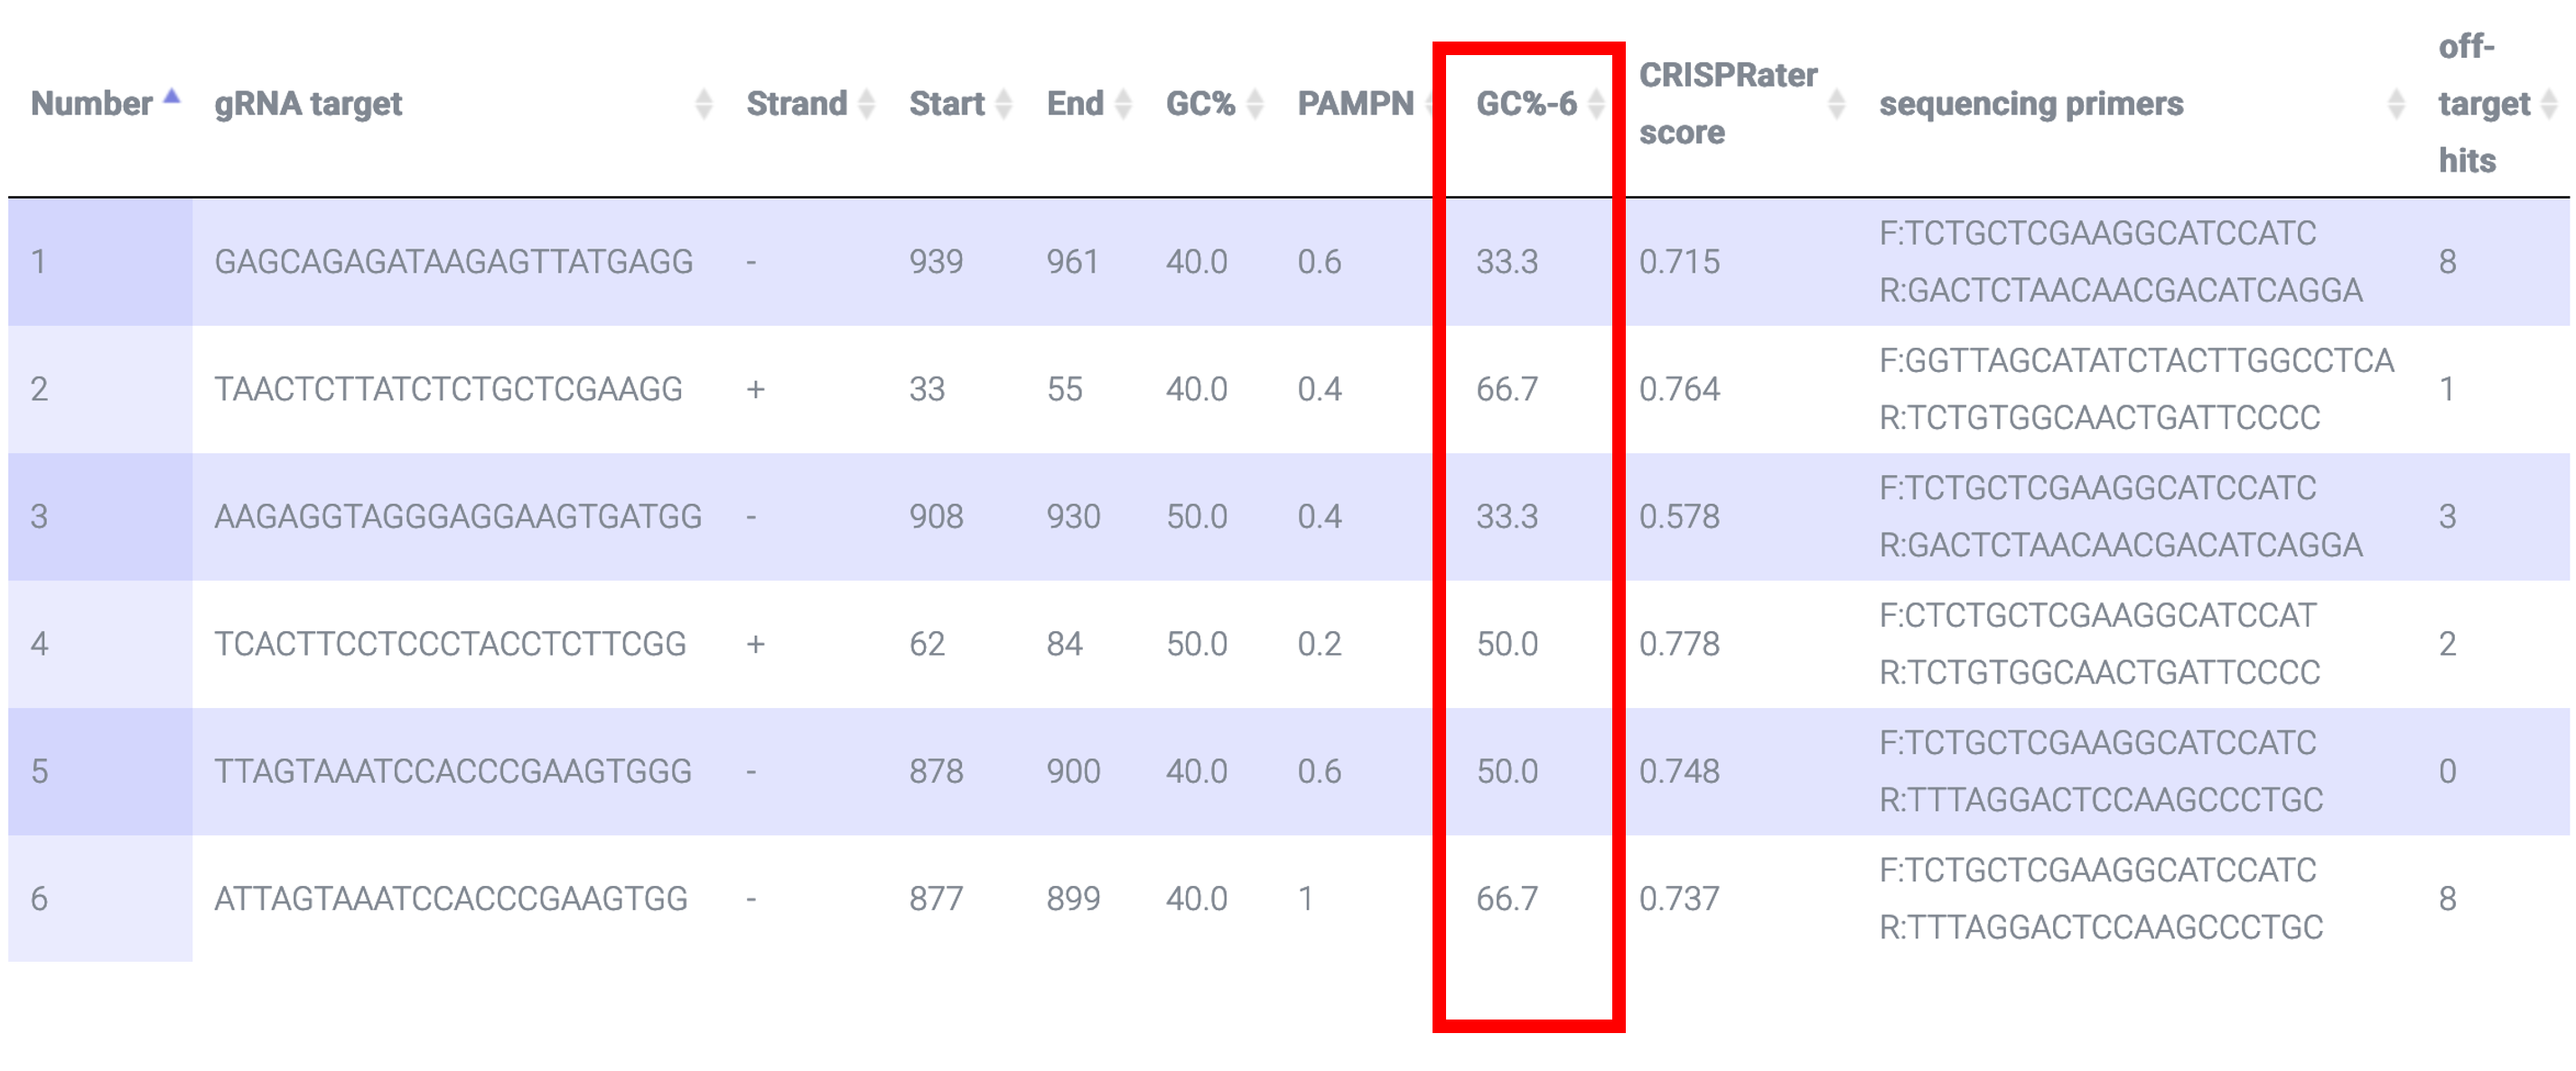 Number gRNA target Strand Start End GC% PAMPN GC%-6 CRISPRater score sequencing primers off-target hits
1 GAGCAGAGATAAGAGTTATGAGG - 939 961 40.0 0.6 33.3 0.715 F:TCTGCTCGAAGGCATCCATC 8
R:GACTCTAACAACGACATCAGGA
2 TAACTCTTATCTCTGCTCGAAGG + 33 55 40.0 0.4 66.7 0.764 F:GGTTAGCATATCTACTTGGCCTCA 1
R:TCTGTGGCAACTGATTCCCC
3 AAGAGGTAGGGAGGAAGTGATGG - 908 930 50.0 0.4 33.3 0.578 F:TCTGCTCGAAGGCATCCATC 3
R:GACTCTAACAACGACATCAGGA
4 TCACTTCCTCCCTACCTCTTCGG + 62 84 50.0 0.2 50.0 0.778 F:CTCTGCTCGAAGGCATCCAT 2
R:TCTGTGGCAACTGATTCCCC
5 TTAGTAAATCCACCCGAAGTGGG - 878 900 40.0 0.6 50.0 0.748 F:TCTGCTCGAAGGCATCCATC 0
R:TTTAGGACTCCAAGCCCTGC
6 ATTAGTAAATCCACCCGAAGTGG - 877 899 40.0 1 66.7 0.737 F:TCTGCTCGAAGGCATCCATC 8
R:TTTAGGACTCCAAGCCCTGC